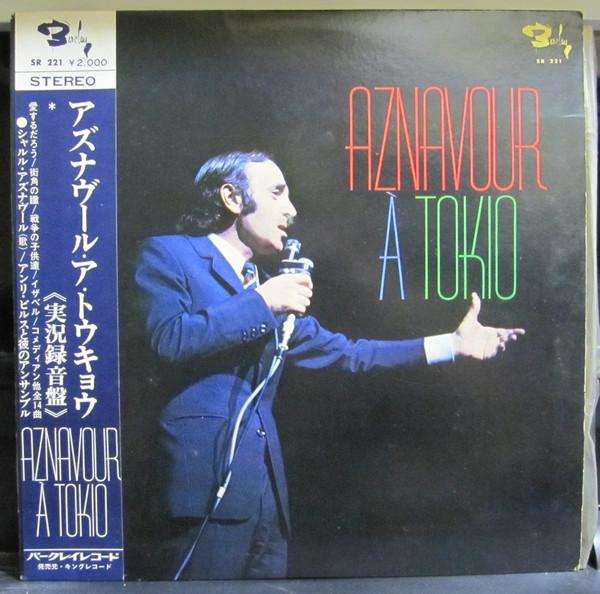 Barclay
SR 221 ¥2,000
STEREO
アズナヴール・ア・トウキョウ
《実況録音盤》
*
愛するだろう/街角の瞳/戦争の子供達/イザベル/コメディアン他全14曲
●シャルル・アズナヴール(歌)/アンリ・ビルスと彼のアンサンブル
AZNAVOUR
À TOKIO
バークレイレコード
発売元・キングレコード
Barclay
SR 221
AZNAVOUR
À TOKIO